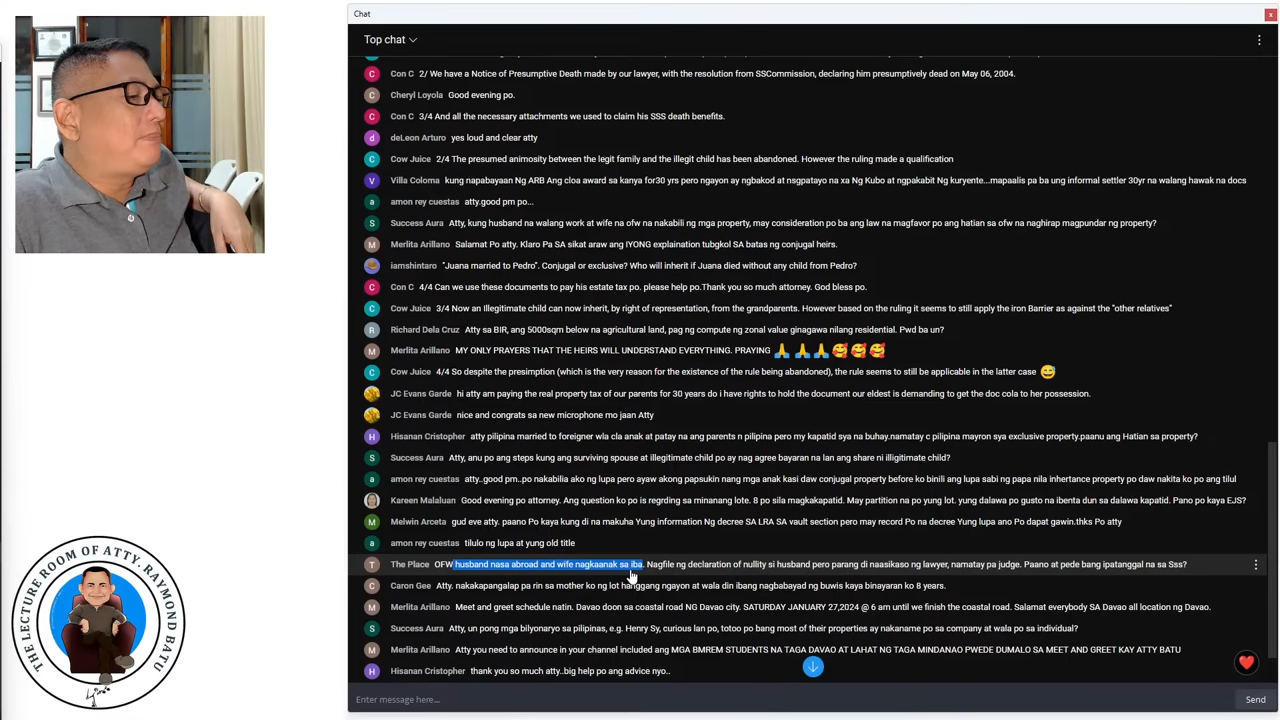 Chat
x
Top chat
C Con C 2/ We have a Notice of Presumptive Death made by our lawyer, with the resolution from SSCommission, declaring him presumptively dead on May 06, 2004.
C Cheryl Loyola Good evening po.
C Con C 3/4 And all the necessary attachments we used to claim his SSS death benefits.
d deLeon Arturo yes loud and clear atty
C Cow Juice 2/4 The presumed animosity between the legit family and the illegit child has been abandoned. However the ruling made a qualification
V Villa Coloma kung napabayaan Ng ARB Ang cloa award sa kanya for30 yrs pero ngayon ay ngbakod at nsgpatayo na xa Ng Kubo at ngpakabit Ng kuryente...mapaalis pa ba ung informal settler 30yr na walang hawak na docs
a amon rey cuestas atty.good pm po...
S Success Aura Atty, kung husband na walang work at wife na ofw na nakabili ng mga property, may consideration po ba ang law na magfavor po ang hatian sa ofw na naghirap magpundar ng property?
M Merlita Arillano Salamat Po atty. Klaro Pa SA sikat araw ang IYONG explaination tubgkol SA batas ng conjugal heirs.
iamshintaro "Juana married to Pedro". Conjugal or exclusive? Who will inherit if Juana died without any child from Pedro?
C Con C 4/4 Can we use these documents to pay his estate tax po. please help po.Thank you so much attorney. God bless po.
C Cow Juice 3/4 Now an Illegitimate child can now inherit, by right of representation, from the grandparents. However based on the ruling it seems to still apply the iron Barrier as against the "other relatives"
R Richard Dela Cruz Atty sa BIR, ang 5000sqm below na agricultural land, pag ng compute ng zonal value ginagawa nilang residential. Pwd ba un?
M Merlita Arillano MY ONLY PRAYERS THAT THE HEIRS WILL UNDERSTAND EVERYTHING. PRAYING 🙏 🙏 🙏 🥰 🥰 🥰
C Cow Juice 4/4 So despite the presimption (which is the very reason for the existence of the rule being abandoned), the rule seems to still be applicable in the latter case 😅
JC Evans Garde hi atty am paying the real property tax of our parents for 30 years do i have rights to hold the document our eldest is demanding to get the doc cola to her possession.
JC Evans Garde nice and congrats sa new microphone mo jaan Atty
H Hisanan Cristopher atty pilipina married to foreigner wla cla anak at patay na ang parents n pilipina pero my kapatid sya na buhay.namatay c pilipina mayron sya exclusive property.paanu ang Hatian sa property?
S Success Aura Atty, anu po ang steps kung ang surviving spouse at illegitimate child po ay nag agree bayaran na lan ang share ni illigitimate child?
a amon rey cuestas atty..good pm..po nakabilia ako ng lupa pero ayaw akong papsukin nang mga anak kasi daw conjugal property before ko binili ang lupa sabi ng papa nila inhertance property po daw nakita ko po ang tilul
Kareen Malaluan Good evening po attorney. Ang question ko po is regrding sa minanang lote. 8 po sila magkakapatid. May partition na po yung lot. yung dalawa po gusto na ibenta dun sa dalawa kapatid. Pano po kaya EJS?
M Melwin Arceta gud eve atty. paano Po kaya kung di na makuha Yung information Ng decree SA LRA SA vault section pero may record Po na decree Yung lupa ano Po dapat gawin.thks Po atty
a amon rey cuestas tilulo ng lupa at yung old title
T The Place OFW husband nasa abroad and wife nagkaanak sa iba. Nagfile ng declaration of nullity si husband pero parang di naasikaso ng lawyer, namatay pa judge. Paano at pede bang ipatanggal na sa Sss?
C Caron Gee Atty. nakakapangalap pa rin sa mother ko ng lot hanggang ngayon at wala din ibang nagbabayad ng buwis kaya binayaran ko 8 years.
M Merlita Arillano Meet and greet schedule natin. Davao doon sa coastal road NG Davao city. SATURDAY JANUARY 27,2024 @ 6 am until we finish the coastal road. Salamat everybody SA Davao all location ng Davao.
S Success Aura Atty, un pong mga bilyonaryo sa pilipinas, e.g. Henry Sy, curious lan po, totoo po bang most of their properties ay nakaname po sa company at wala po sa individual?
M Merlita Arillano Atty you need to announce in your channel included ang MGA BMREM STUDENTS NA TAGA DAVAO AT LAHAT NG TAGA MINDANAO PWEDE DUMALO SA MEET AND GREET KAY ATTY BATU
H Hisanan Cristopher thank you so much atty..big help po ang advice nyo..
Enter message here...
Send
THE LECTURE ROOM OF ATTY. RAYMOND BATU